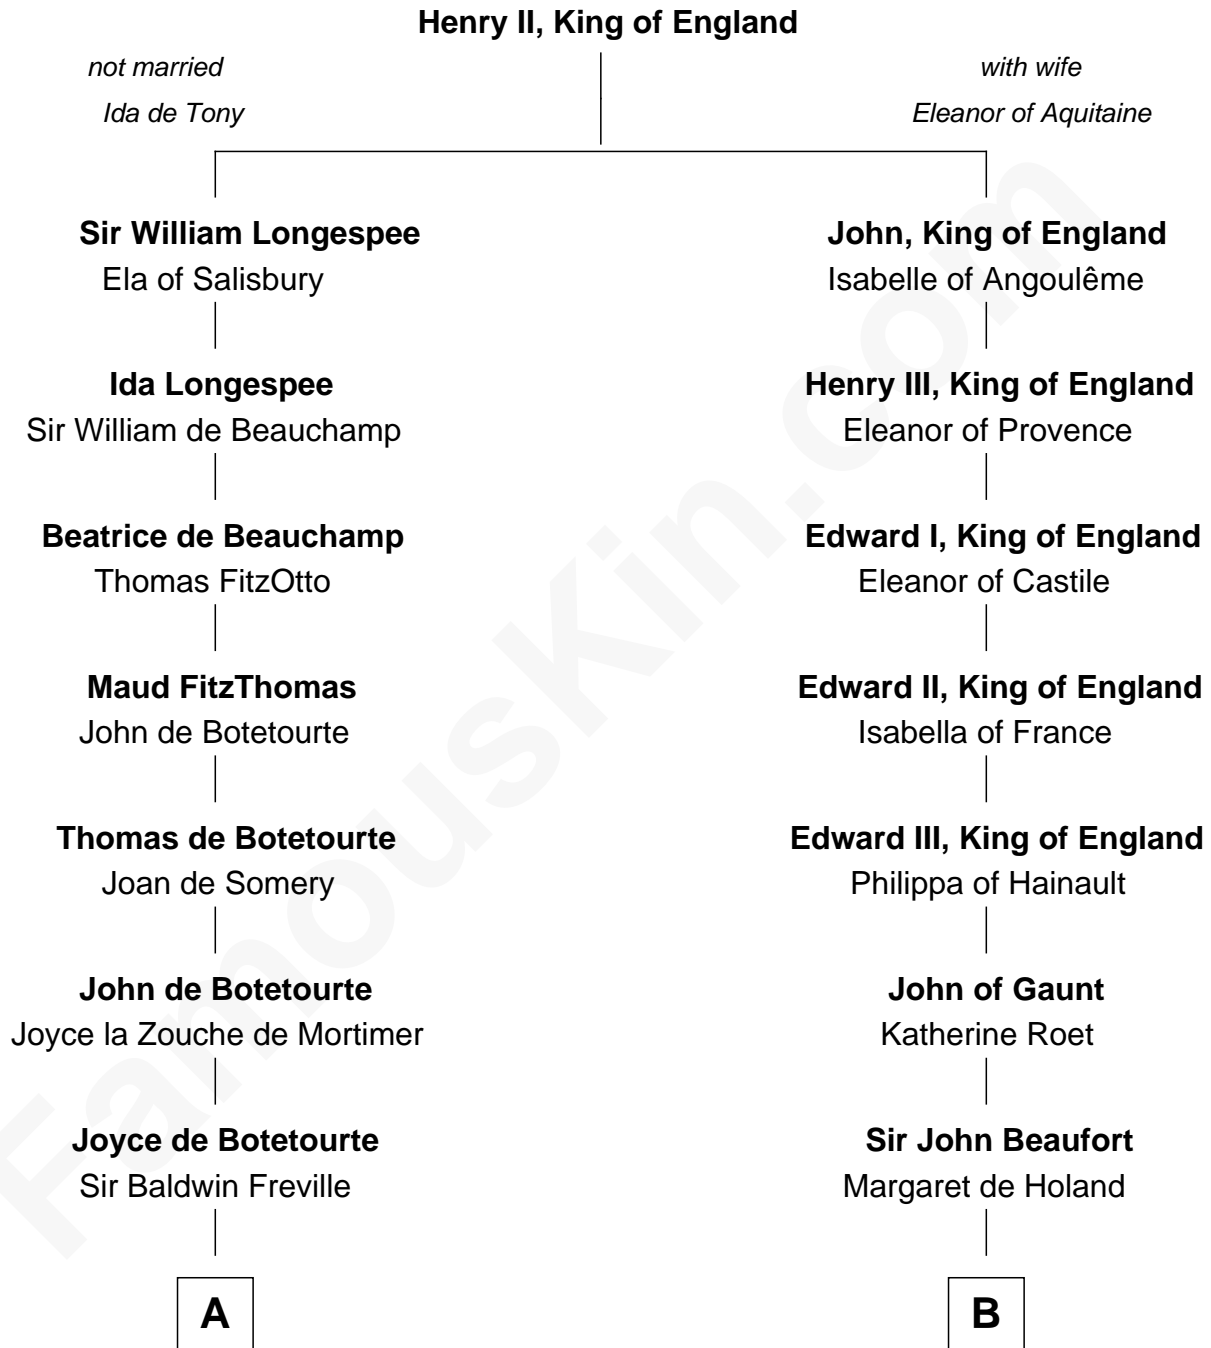 Henry II, King of England
not married
Ida de Tony
with wife
Eleanor of Aquitaine
Sir William Longespee
Ela of Salisbury
John, King of England
Isabelle of Angoulême
Ida Longespee
Sir William de Beauchamp
Henry III, King of England
Eleanor of Provence
Beatrice de Beauchamp
Thomas FitzOtto
Edward I, King of England
Eleanor of Castile
Maud FitzThomas
John de Botetourte
Edward II, King of England
Isabella of France
Thomas de Botetourte
Joan de Somery
Edward III, King of England
Philippa of Hainault
John de Botetourte
Joyce la Zouche de Mortimer
John of Gaunt
Katherine Roet
Joyce de Botetourte
Sir Baldwin Freville
Sir John Beaufort
Margaret de Holand
A
B
FamousKin.com